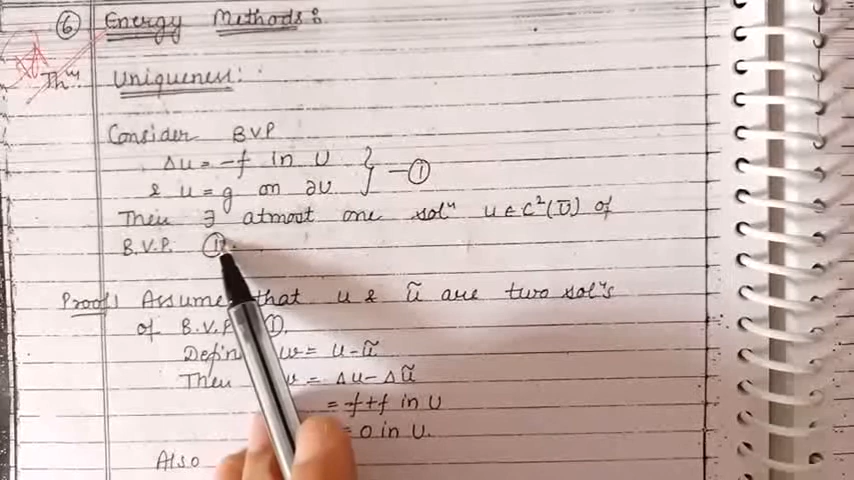 ⑥ Energy Methods:
Thm Uniqueness:
Consider B.V.P
Δu = -f in U
& u = g on ∂U } -①
Then ∃ atmost one solⁿ u ∈ C²(Ū) of
B.V.P. ①.
Proof: Assume that u & ũ are two solⁿs
of B.V.P ①.
Define w = u-ũ
Then = Δu-Δũ
= -f+f in U
= 0 in U.
Also